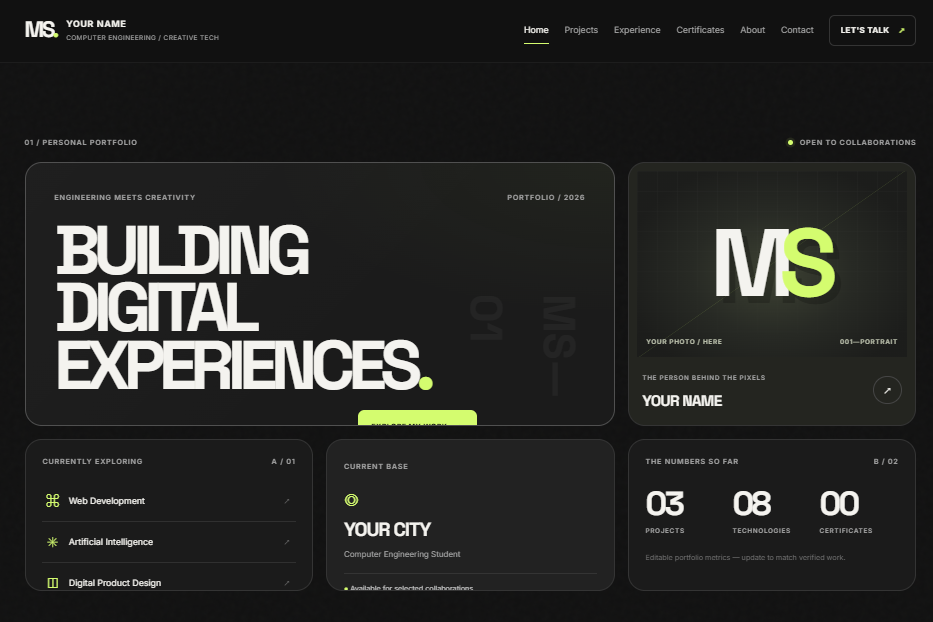 MS.
YOUR NAME
COMPUTER ENGINEERING / CREATIVE TECH
Home
Projects
Experience
Certificates
About
Contact
LET'S TALK ↗
01 / PERSONAL PORTFOLIO
OPEN TO COLLABORATIONS
ENGINEERING MEETS CREATIVITY
PORTFOLIO / 2026
BUILDING
DIGITAL
EXPERIENCES.
MS—
01
MS
YOUR PHOTO / HERE
001—PORTRAIT
THE PERSON BEHIND THE PIXELS
YOUR NAME
↗
CURRENTLY EXPLORING
A / 01
⌘ Web Development ↗
✳ Artificial Intelligence ↗
Digital Product Design ↗
CURRENT BASE
◎
YOUR CITY
Computer Engineering Student
Available for selected collaborations
THE NUMBERS SO FAR
B / 02
03
PROJECTS
08
TECHNOLOGIES
00
CERTIFICATES
Editable portfolio metrics — update to match verified work.